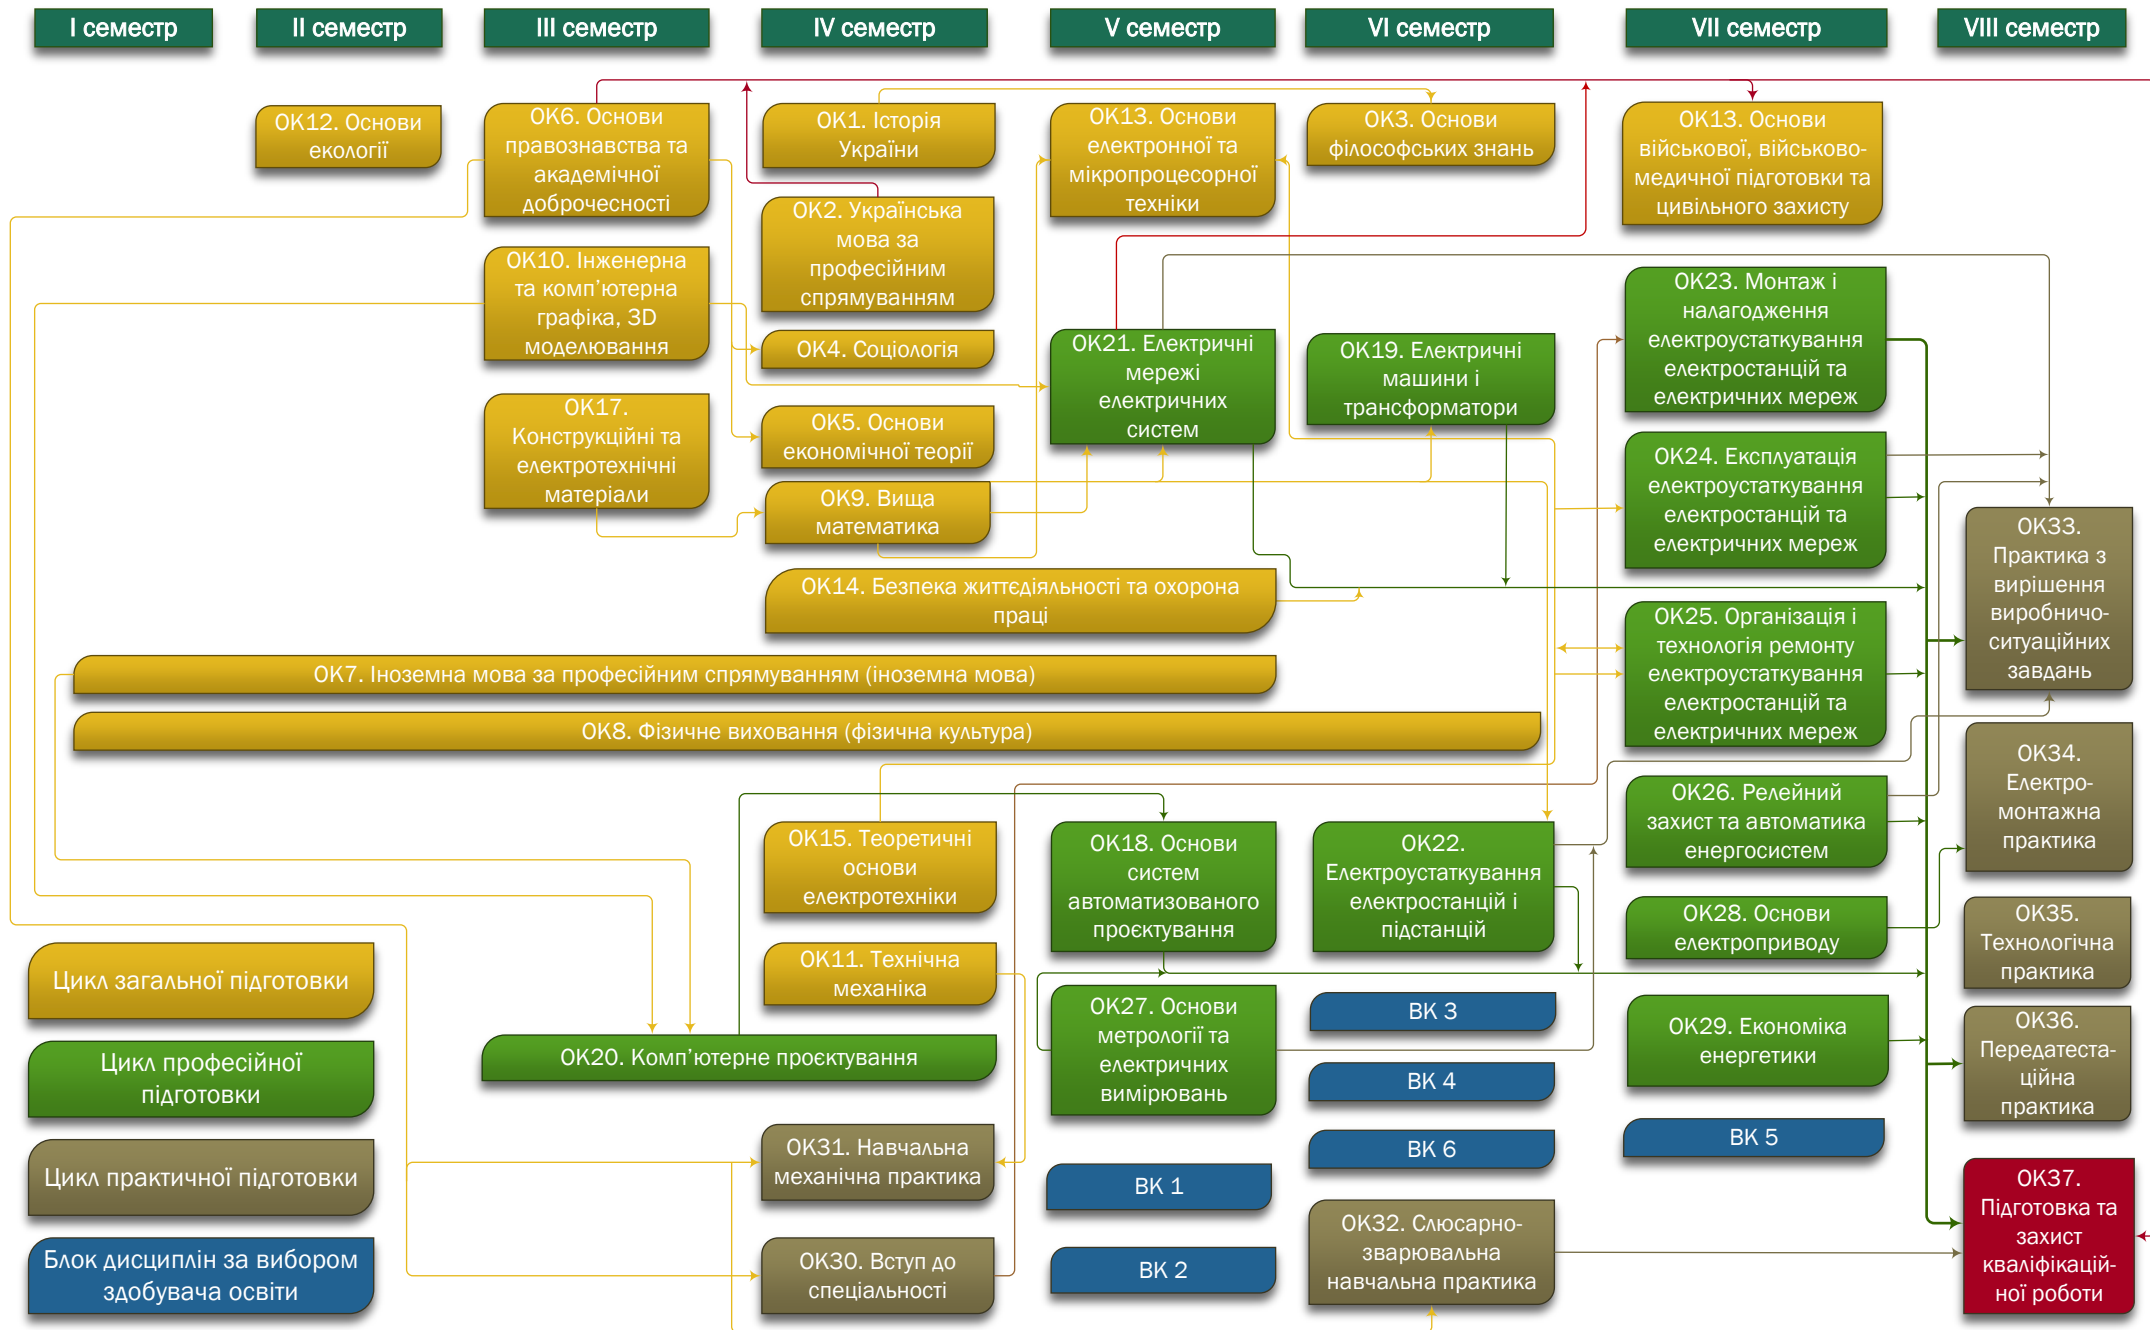 I семестр
II семестр
III семестр
IV семестр
V семестр
VI семестр
VII семестр
VIII семестр
ОК12. Основи
екології
ОК6. Основи
правознавства та
академічної
доброчесності
ОК1. Історія
України
ОК13. Основи
електронної та
мікропроцесорної
техніки
ОК3. Основи
філософських знань
ОК13. Основи
військової, військово-
медичної підготовки та
цивільного захисту
ОК2. Українська
мова за
професійним
спрямуванням
ОК10. Інженерна
та комп’ютерна
графіка, 3D
моделювання
ОК4. Соціологія
ОК21. Електричні
мережі
електричних
систем
ОК19. Електричні
машини і
трансформатори
ОК23. Монтаж і
налагодження
електроустаткування
електростанцій та
електричних мереж
ОК17.
Конструкційні та
електротехнічні
матеріали
ОК5. Основи
економічної теорії
ОК9. Вища
математика
ОК24. Експлуатація
електроустаткування
електростанцій та
електричних мереж
ОК33.
Практика з
вирішення
виробничо-
ситуаційних
завдань
ОК14. Безпека життєдіяльності та охорона
праці
ОК25. Організація і
технологія ремонту
електроустаткування
електростанцій та
електричних мереж
ОК7. Іноземна мова за професійним спрямуванням (іноземна мова)
ОК8. Фізичне виховання (фізична культура)
ОК34.
Електро-
монтажна
практика
ОК26. Релейний
захист та автоматика
енергосистем
ОК15. Теоретичні
основи
електротехніки
ОК18. Основи
систем
автоматизованого
проєктування
ОК22.
Електроустаткування
електростанцій і
підстанцій
ОК28. Основи
електроприводу
ОК35.
Технологічна
практика
Цикл загальної підготовки
ОК11. Технічна
механіка
ОК27. Основи
метрології та
електричних
вимірювань
ВК 3
ОК29. Економіка
енергетики
ОК36.
Передатеста-
ційна
практика
ОК20. Комп’ютерне проєктування
Цикл професійної
підготовки
ВК 4
ВК 6
ВК 5
ОК31. Навчальна
механічна практика
Цикл практичної підготовки
ВК 1
ОК32. Слюсарно-
зварювальна
навчальна практика
ОК37.
Підготовка та
захист
кваліфікацій-
ної роботи
Блок дисциплін за вибором
здобувача освіти
ОК30. Вступ до
спеціальності
ВК 2